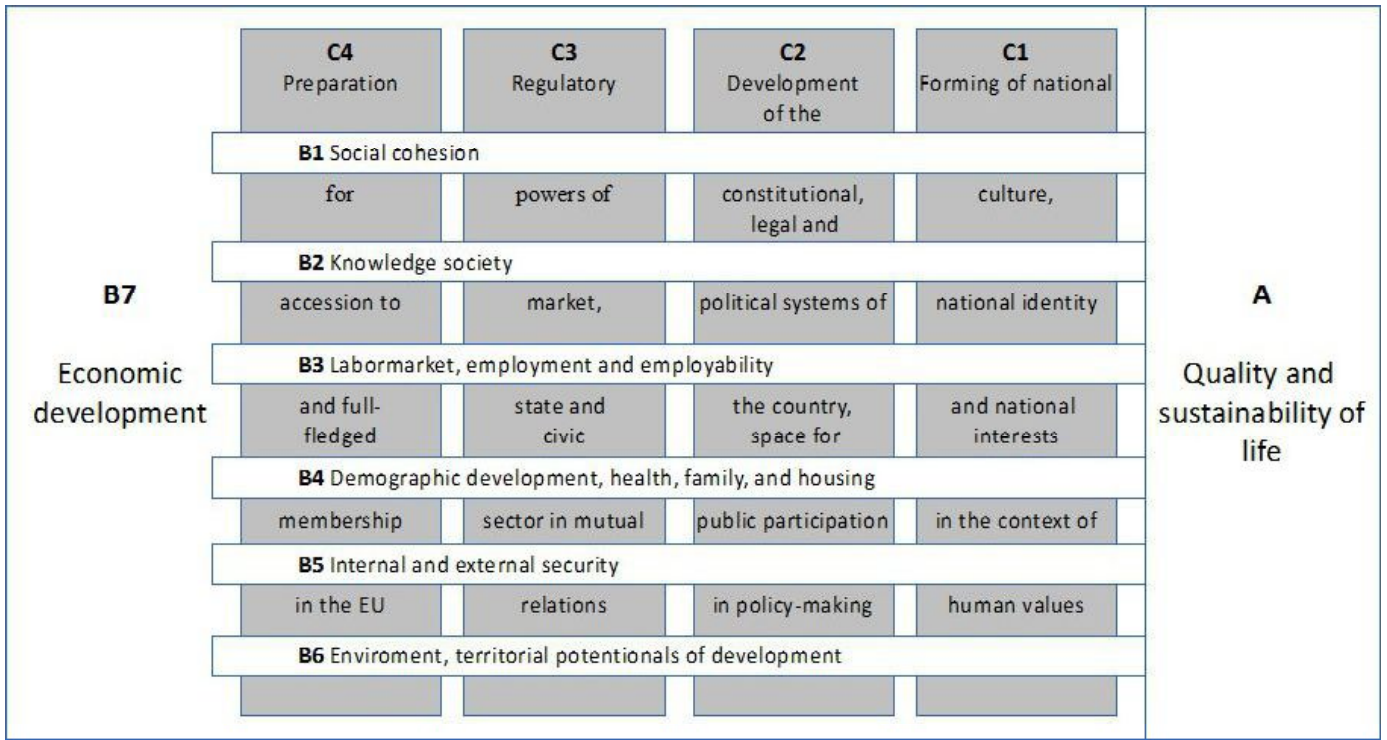 C4
Preparation
C3
Regulatory
C2
Development
of the
C1
Forming of national
B1 Social cohesion
for
powers of
constitutional,
legal and
culture,
B2 Knowledge society
accession to
market,
political systems of
national identity
B3 Labormarket, employment and employability
and full-
fledged
state and
civic
the country,
space for
and national
interests
B4 Demographic development, health, family, and housing
membership
sector in mutual
public participation
in the context of
B5 Internal and external security
in the EU
relations
in policy-making
human values
B6 Enviroment, territorial potentionals of development
B7
Economic
development
A
Quality and
sustainability of
life